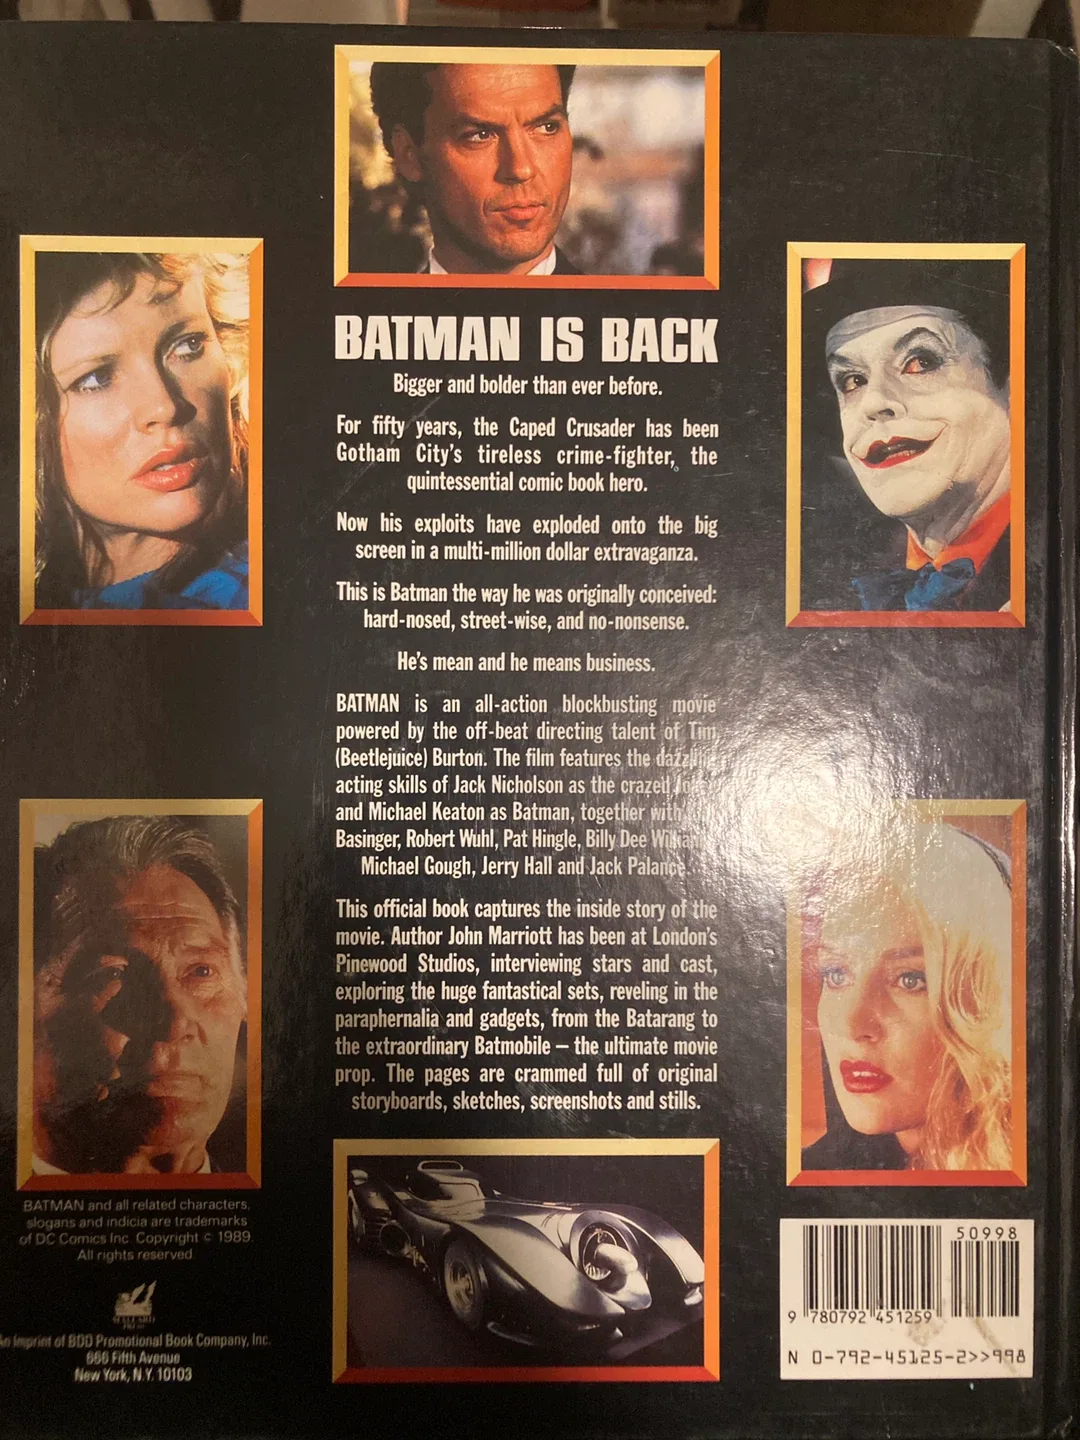 BATMAN IS BACK
Bigger and bolder than ever before.
For fifty years, the Caped Crusader has been
Gotham City's tireless crime-fighter, the
quintessential comic book hero.
Now his exploits have exploded onto the big
screen in a multi-million dollar extravaganza.
This is Batman the way he was originally conceived:
hard-nosed, street-wise, and no-nonsense.
He's mean and he means business.
BATMAN is an all-action blockbusting movie
powered by the off-beat directing talent of Tim
(Beetlejuice) Burton. The film features the dazzling
acting skills of Jack Nicholson as the crazed
and Michael Keaton as Batman, together with
Basinger, Robert Wuhl, Pat Hingle, Billy Dee Williams
Michael Gough, Jerry Hall and Jack Palance.
This official book captures the inside story of the
movie. Author John Marriott has been at London's
Pinewood Studios, interviewing stars and cast,
exploring the huge fantastical sets, reveling in the
paraphernalia and gadgets, from the Batarang to
the extraordinary Batmobile – the ultimate movie
prop. The pages are crammed full of original
storyboards, sketches, screenshots and stills.
BATMAN and all related characters,
slogans and indicia are trademarks
of DC Comics Inc. Copyright © 1989.
All rights reserved
MALLARD
PRESS
An Imprint of BDD Promotional Book Company, Inc.
666 Fifth Avenue
New York, N.Y. 10103
50998
9 780792 451259
N 0-792-45125-2>>998